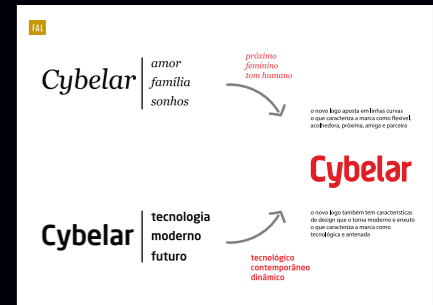 FAL
Cybelar
amor
família
sonhos
próximo
feminino
tom humano
o novo logo aposta em linhas curvas
o que caracteriza a marca como flexível,
acolhedora, próxima, amiga e parceira
Cybelar
Cybelar
tecnologia
moderno
futuro
tecnológico
contemporâneo
dinâmico
o novo logo também tem características
de design que o torna moderno e enxuto
o que caracteriza a marca como
tecnológica e antenada